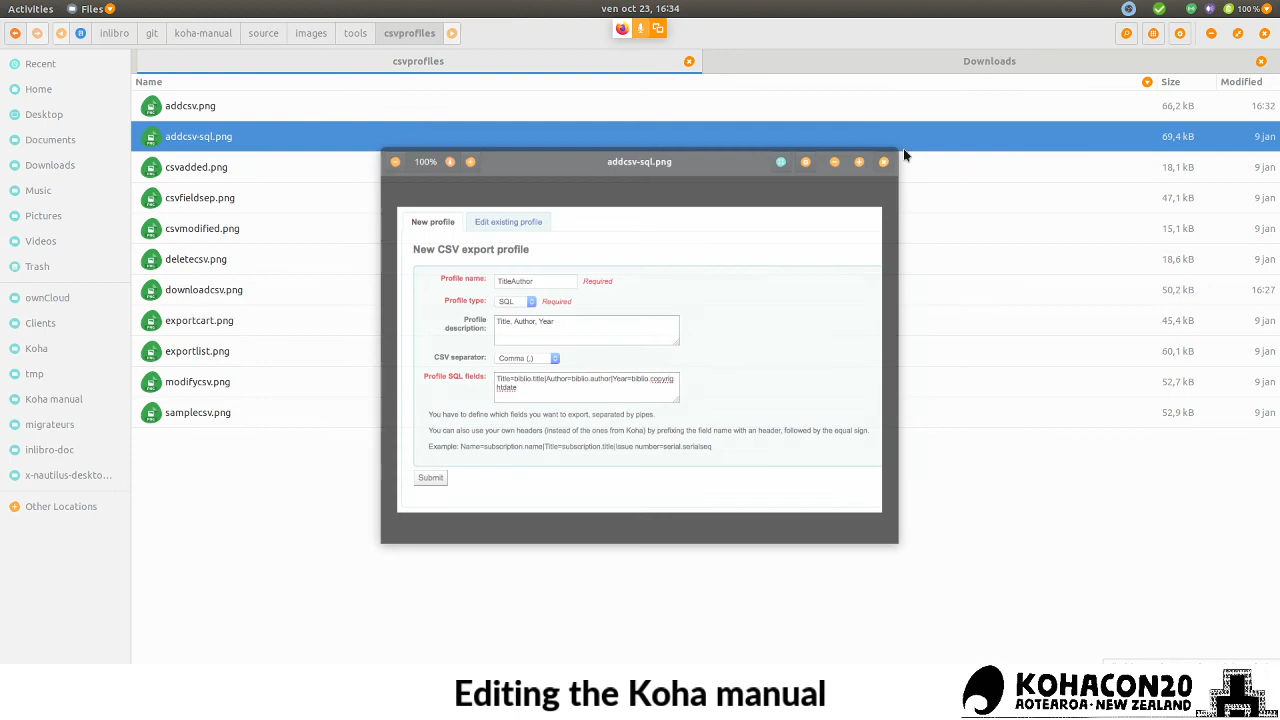 Activities Files ven oct 23, 16:34 100%
inlibro git koha-manual source images tools csvprofiles
csvprofiles Downloads
Name Size Modified
Recent
Home
Desktop
Documents
Downloads
Music
Pictures
Videos
Trash
ownCloud
Clients
Koha
tmp
Koha manual
migrateurs
inlibro-doc
x-nautilus-deskto...
Other Locations
addcsv.png 66,2 kB 16:32
addcsv-sql.png 69,4 kB 9 jan
csvadded.png 18,1 kB 9 jan
csvfieldsep.png 47,1 kB 9 jan
csvmodified.png 15,1 kB 9 jan
deletecsv.png 18,6 kB 9 jan
downloadcsv.png 50,2 kB 16:27
exportcart.png 45,4 kB 9 jan
exportlist.png 60,1 kB 9 jan
modifycsv.png 52,7 kB 9 jan
samplecsv.png 52,9 kB 9 jan
100% addcsv-sql.png
New profile Edit existing profile
New CSV export profile
Profile name: TitleAuthor Required
Profile type: SQL Required
Profile description: Title, Author, Year
CSV separator: Comma (,)
Profile SQL fields: Title=biblio.title|Author=biblio.author|Year=biblio.copyrig
htdate
You have to define which fields you want to export, separated by pipes.
You can also use your own headers (instead of the ones from Koha) by prefixing the field name with an header, followed by the equal sign.
Example: Name=subscription.name|Title=subscription.title|Issue number=serial.serialseq
Submit
Editing the Koha manual
KOHACON20
AOTEAROA · NEW ZEALAND